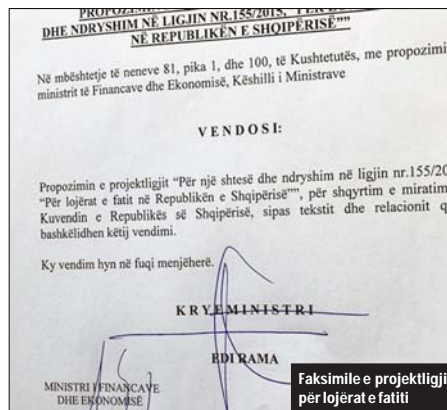 PROPOZIMIN
DHE NDRYSHIM NË LIGJIN NR.155/2015, "PËR
NË REPUBLIKËN E SHQIPËRISË""
Në mbështetje të neneve 81, pika 1, dhe 100, të Kushtetutës, me propozimi
ministrit të Financave dhe Ekonomisë, Këshilli i Ministrave
VENDOSI:
Propozimin e projektligjit "Për një shtesë dhe ndryshim në ligjin nr.155/20
"Për lojërat e fatit në Republikën e Shqipërisë"", për shqyrtim e miratim
Kuvendin e Republikës së Shqipërisë, sipas tekstit dhe relacionit q
bashkëlidhen këtij vendimi.
Ky vendim hyn në fuqi menjëherë.
KRYEMINISTRI
EDI RAMA
MINISTRI I FINANCAVE
DHE EKONOMISË
Faksimile e projektligji
për lojërat e fatiti